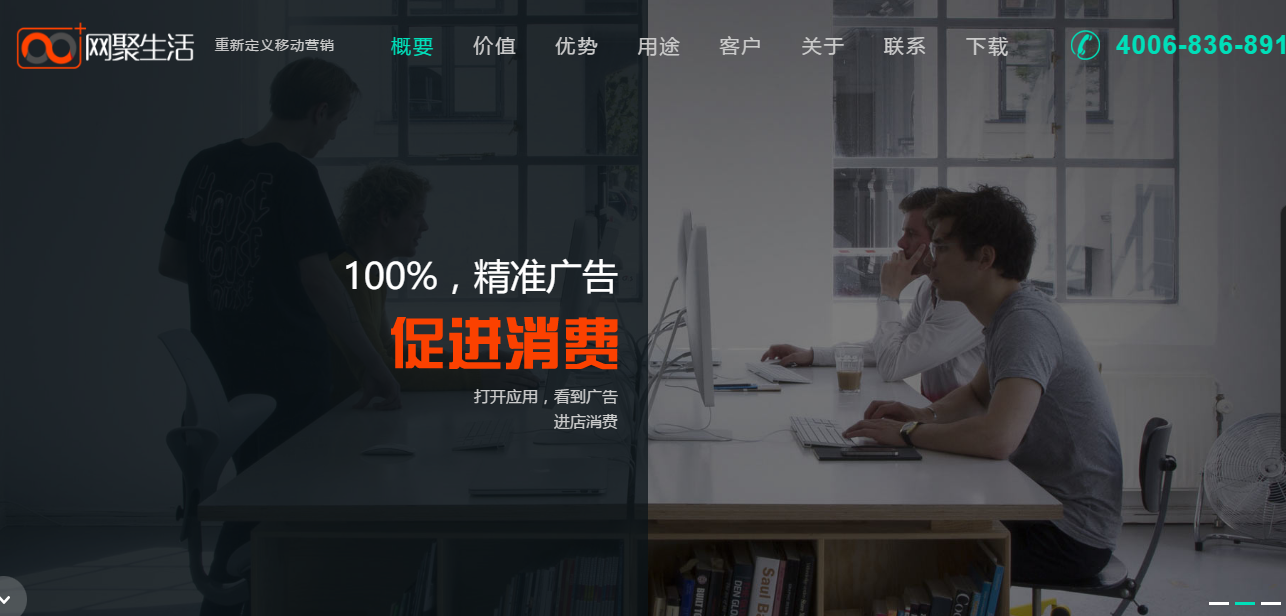 网聚生活
重新定义移动营销
概要 价值 优势 用途 客户 关于 联系 下载
4006-836-891
HOUSE
HOUSE
100%，精准广告
促进消费
打开应用，看到广告
进店消费